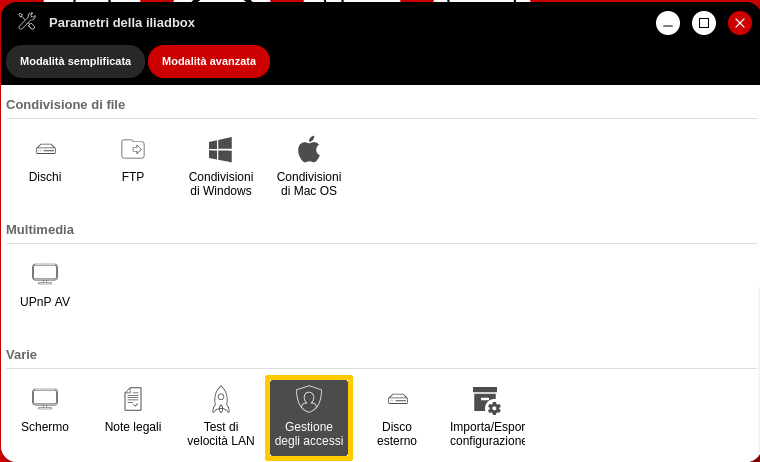 Parametri della iliadbox
Modalità semplificata
Modalità avanzata
Condivisione di file
Dischi
FTP
Condivisioni
di Windows
Condivisioni
di Mac OS
Multimedia
UPnP AV
Varie
Schermo
Note legali
Test di
velocità LAN
Gestione
degli accessi
Disco
esterno
Importa/Espor
configurazione